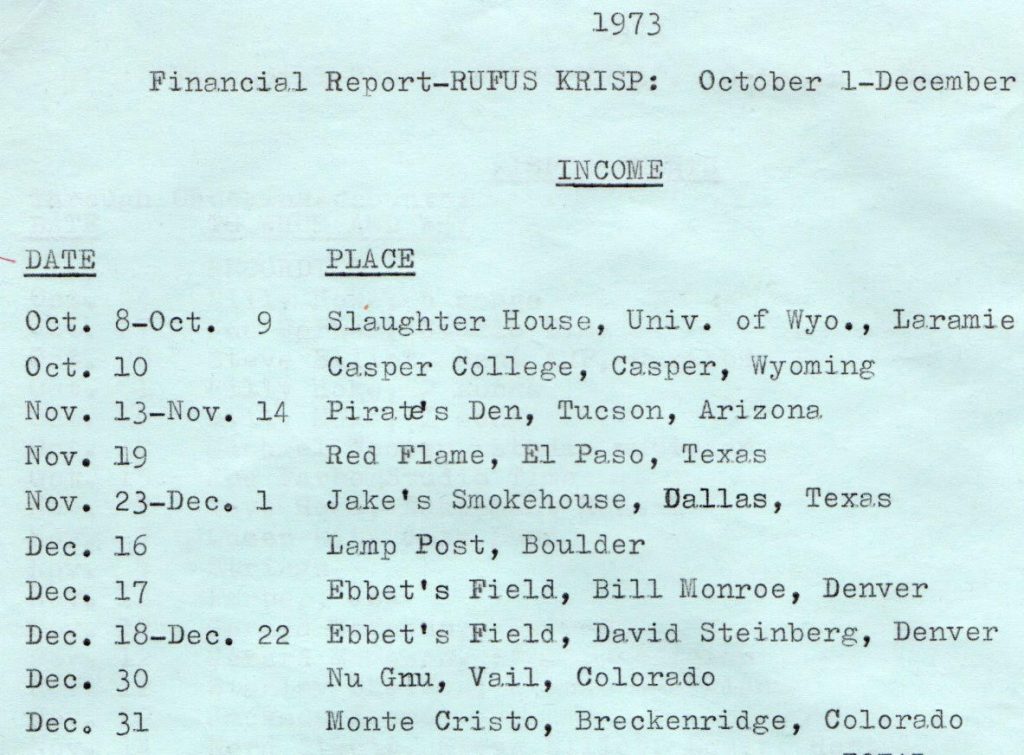 1973
Financial Report-RUFUS KRISP: October 1-December
INCOME
DATE PLACE
Oct. 8-Oct. 9 Slaughter House, Univ. of Wyo., Laramie
Oct. 10 Casper College, Casper, Wyoming
Nov. 13-Nov. 14 Pirate's Den, Tucson, Arizona
Nov. 19 Red Flame, El Paso, Texas
Nov. 23-Dec. 1 Jake's Smokehouse, Dallas, Texas
Dec. 16 Lamp Post, Boulder
Dec. 17 Ebbet's Field, Bill Monroe, Denver
Dec. 18-Dec. 22 Ebbet's Field, David Steinberg, Denver
Dec. 30 Nu Gnu, Vail, Colorado
Dec. 31 Monte Cristo, Breckenridge, Colorado